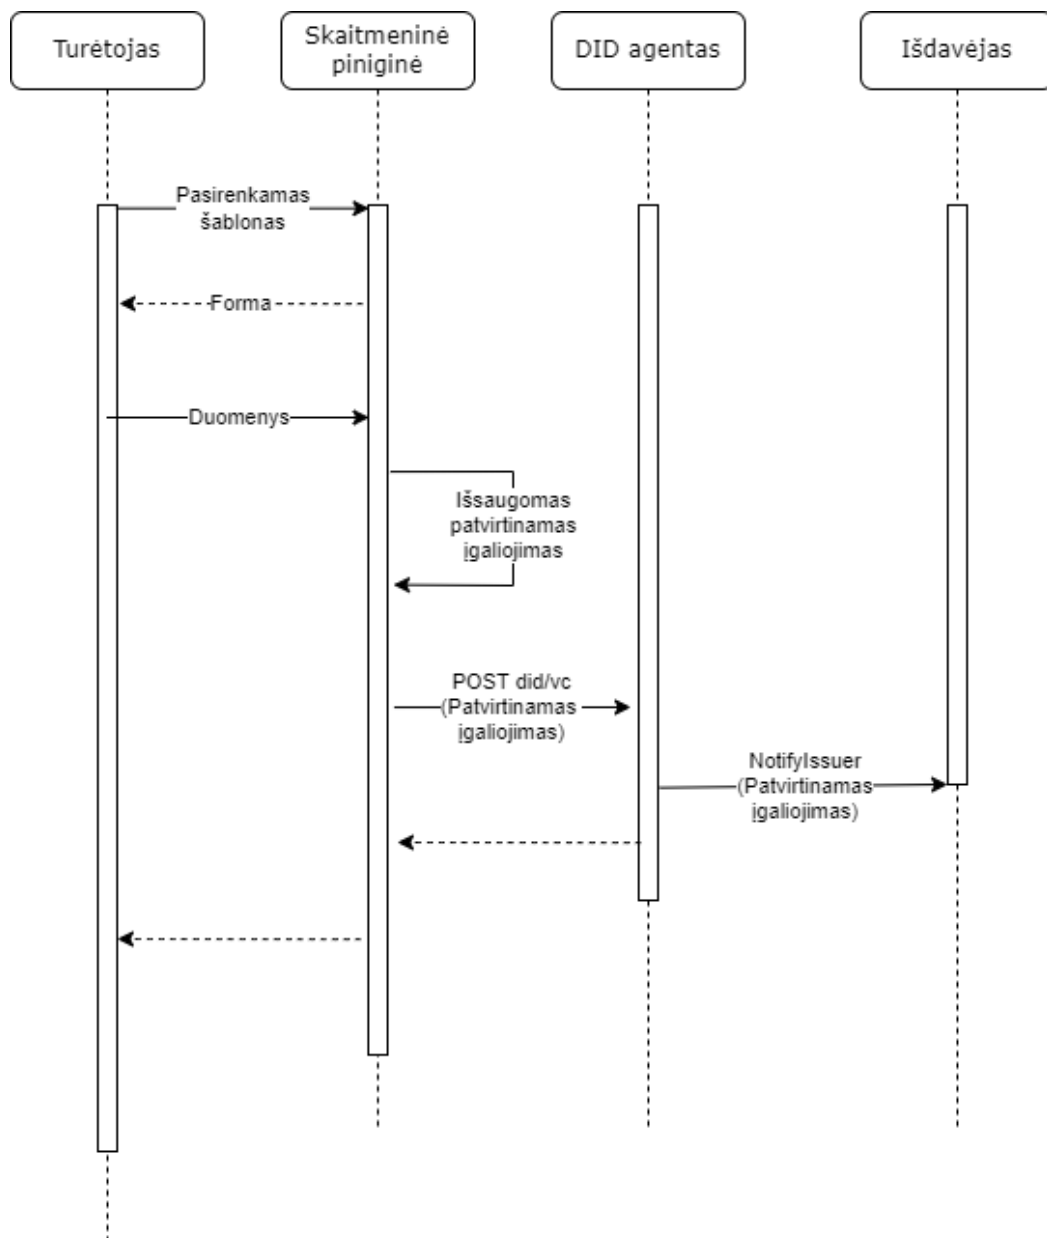 Turėtojas
Skaitmeninė
piniginė
DID agentas
Išdavėjas
Pasirenkamas
šablonas
Forma
Duomenys
Išsaugomas
patvirtinamas
įgaliojimas
POST did/vc
(Patvirtinamas
įgaliojimas)
NotifyIssuer
(Patvirtinamas
įgaliojimas)